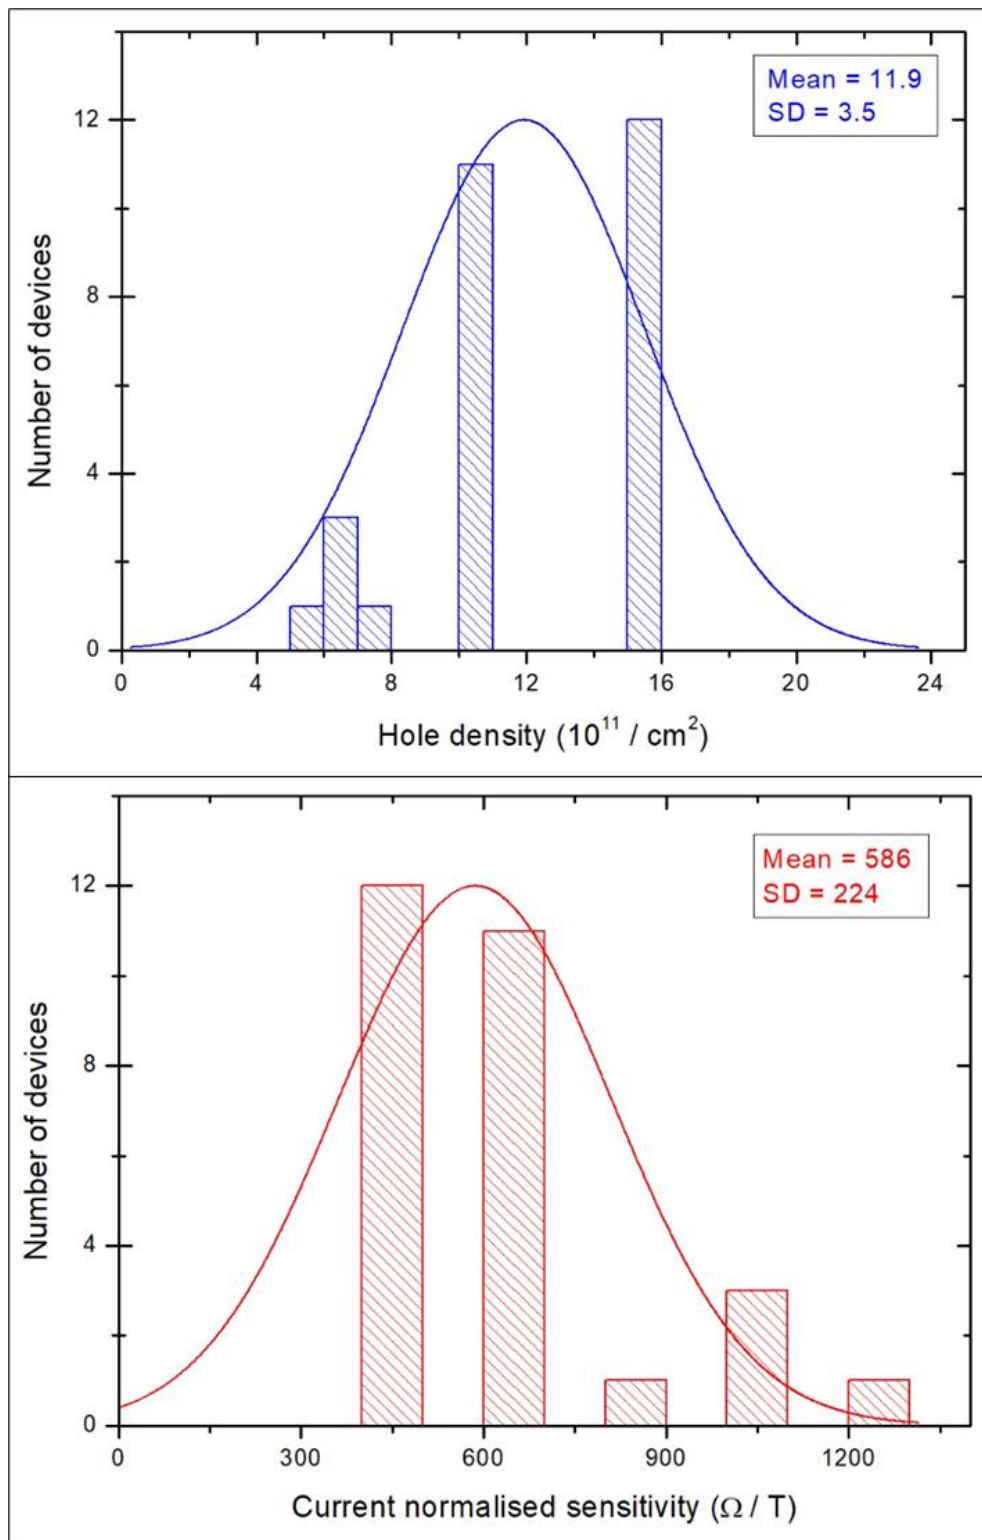 Mean = 11.9
SD = 3.5
12
8
4
0
Number of devices
0 4 8 12 16 20 24
Hole density (10¹¹ / cm²)
Mean = 586
SD = 224
12
8
4
0
Number of devices
0 300 600 900 1200
Current normalised sensitivity (Ω / T)